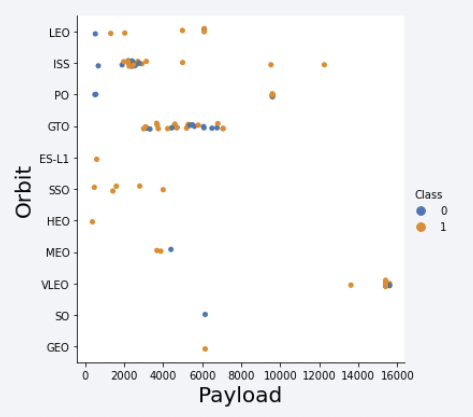 LEO
ISS
PO
GTO
ES-L1
SSO
HEO
MEO
VLEO
SO
GEO
Orbit
0 2000 4000 6000 8000 10000 12000 14000 16000
Payload
Class
0
1